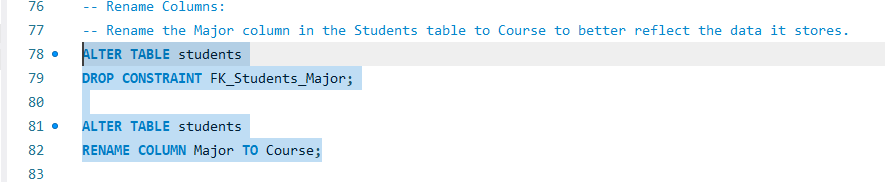 76 -- Rename Columns:
77 -- Rename the Major column in the Students table to Course to better reflect the data it stores.
78 ALTER TABLE students
79 DROP CONSTRAINT FK_Students_Major;
80
81 ALTER TABLE students
82 RENAME COLUMN Major TO Course;
83